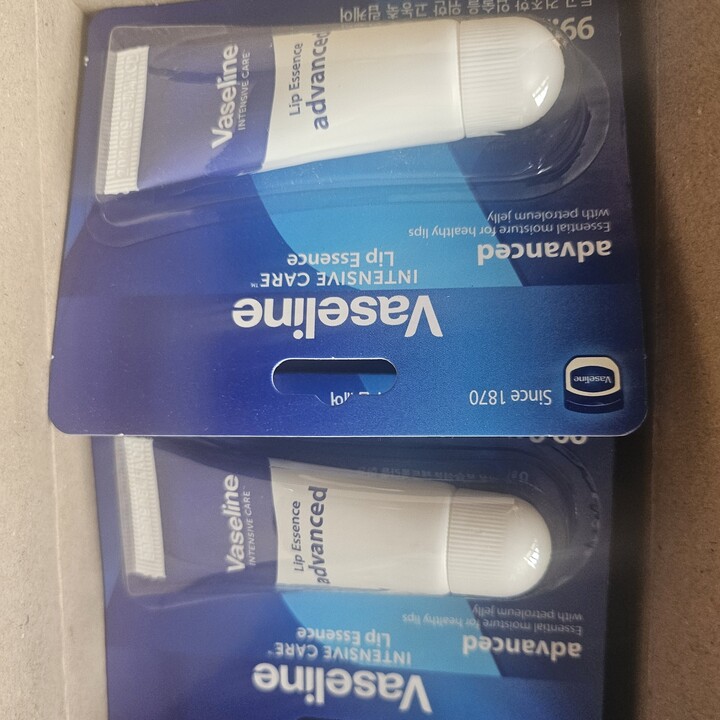 Vaseline
Since 1870
Vaseline
INTENSIVE CARE™
Lip Essence
advanced
Essential moisture for healthy lips
with petroleum jelly
Vaseline
INTENSIVE CARE
Lip Essence
advanced
Vaseline
INTENSIVE CARE™
Lip Essence
advanced
Essential moisture for healthy lips
with petroleum jelly
Vaseline
INTENSIVE CARE
Lip Essence
advanced